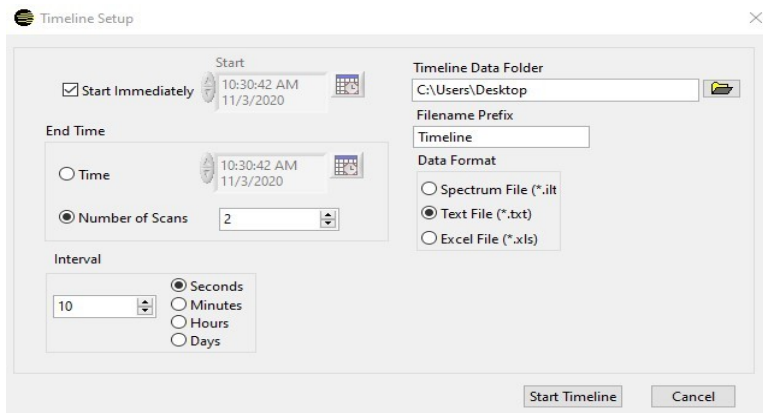 Timeline Setup
Start
Start Immediately
10:30:42 AM
11/3/2020
End Time
Time
10:30:42 AM
11/3/2020
Number of Scans
2
Interval
10
Seconds
Minutes
Hours
Days
Timeline Data Folder
C:\Users\Desktop
Filename Prefix
Timeline
Data Format
Spectrum File (*.ilt
Text File (*.txt)
Excel File (*.xls)
Start Timeline
Cancel